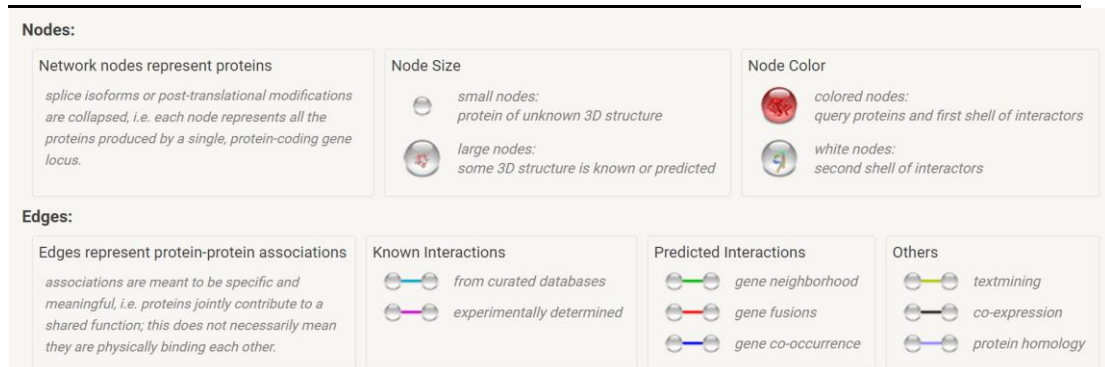 Nodes:
Network nodes represent proteins
splice isoforms or post-translational modifications
are collapsed, i.e. each node represents all the
proteins produced by a single, protein-coding gene
locus.
Node Size
small nodes:
protein of unknown 3D structure
large nodes:
some 3D structure is known or predicted
Node Color
colored nodes:
query proteins and first shell of interactors
white nodes:
second shell of interactors
Edges:
Edges represent protein-protein associations
associations are meant to be specific and
meaningful, i.e. proteins jointly contribute to a
shared function; this does not necessarily mean
they are physically binding each other.
Known Interactions
from curated databases
experimentally determined
Predicted Interactions
gene neighborhood
gene fusions
gene co-occurrence
Others
textmining
co-expression
protein homology